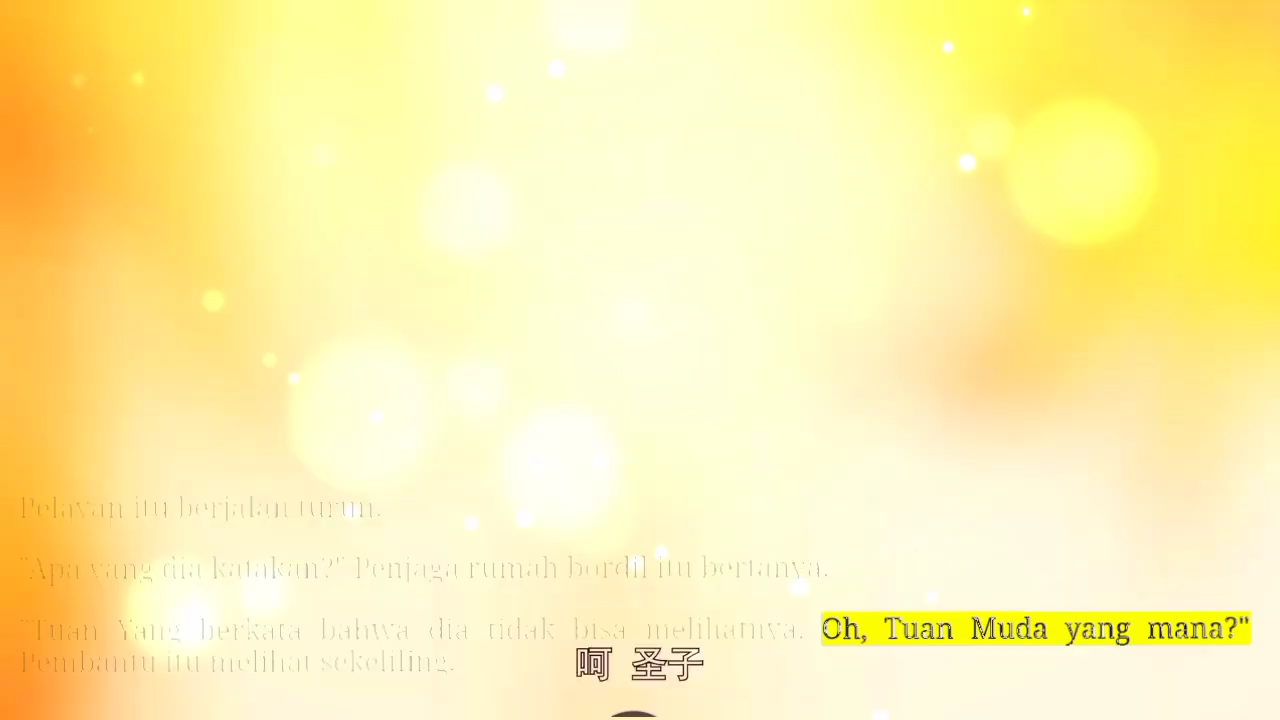 Pelayan itu berjalan turun.
"Apa yang dia katakan?" Penjaga rumah bordil itu bertanya.
"Tuan Yang berkata bahwa dia tidak bisa melihatnya. Oh, Tuan Muda yang mana?"
Pembantu itu melihat sekeliling.
呵 圣子